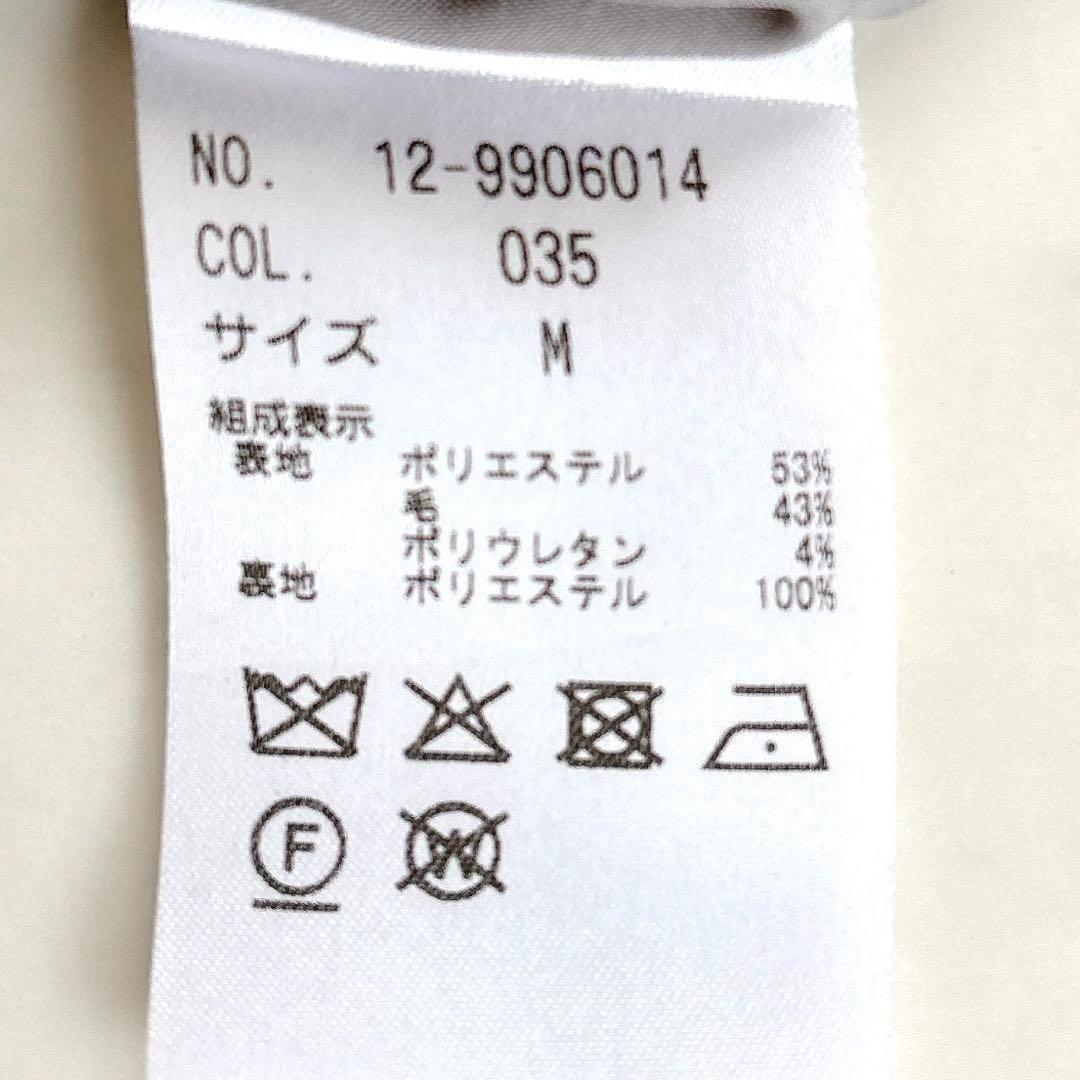 NO. 12-9906014
COL. 035
サイズ M
組成表示
表地 ポリエステル 53%
毛 43%
ポリウレタン 4%
裏地 ポリエステル 100%
F
W